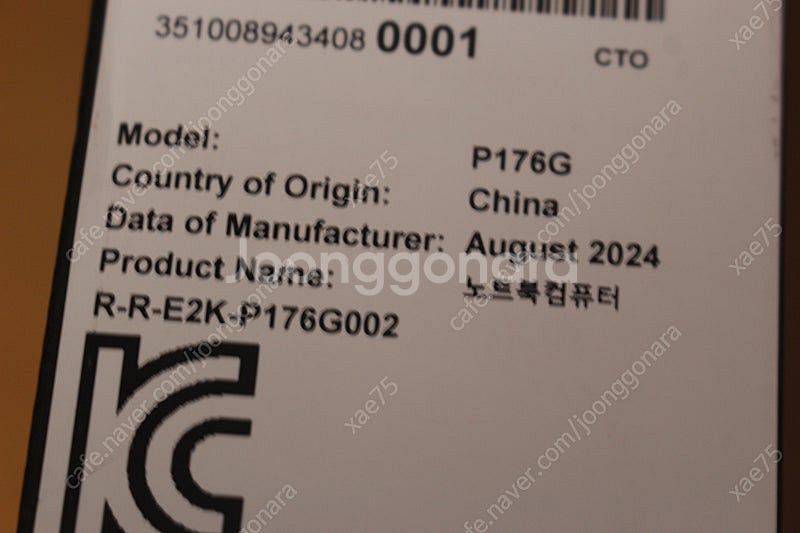 351008943408 0001
CTO
Model: P176G
Country of Origin: China
Data of Manufacturer: August 2024
Product Name: 노트북컴퓨터
R-R-E2K-P176G002
Joonggonara
cafe.naver.com/joonggonara
xae75